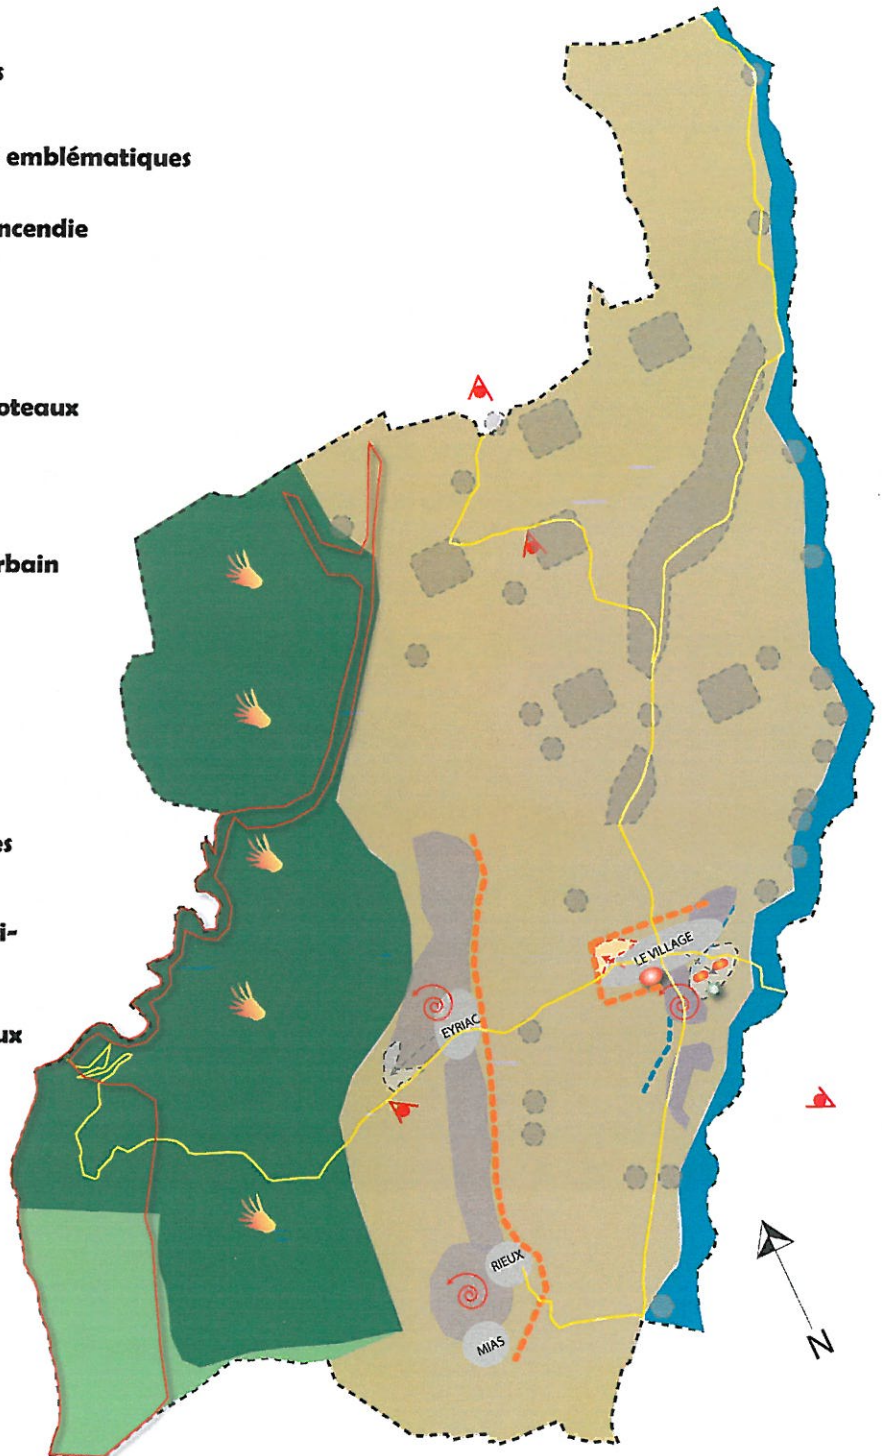 s
emblématiques
ncendie
oteaux
rbain
es
i-
ux
LE VILLAGE
EYRIAC
RIEUX
MIAS
N